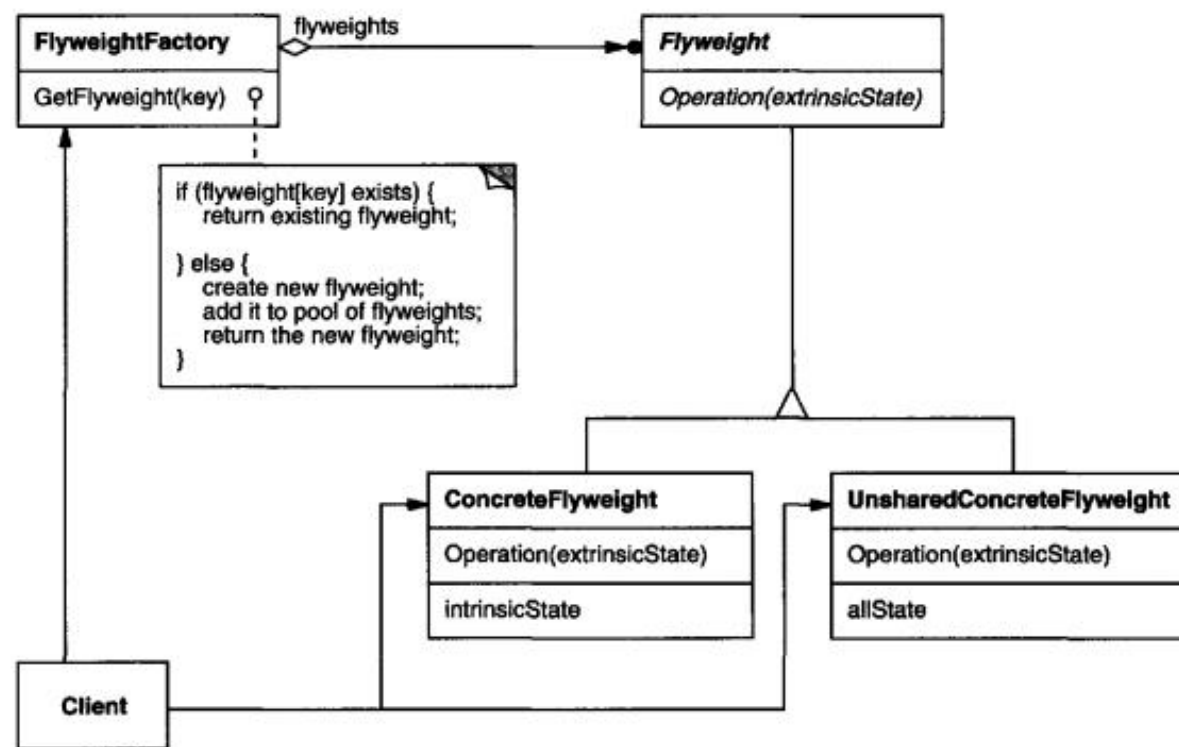 FlyweightFactory
GetFlyweight(key)
flyweights
Flyweight
Operation(extrinsicState)
if (flyweight[key] exists) {
return existing flyweight;
} else {
create new flyweight;
add it to pool of flyweights;
return the new flyweight;
}
ConcreteFlyweight
Operation(extrinsicState)
intrinsicState
UnsharedConcreteFlyweight
Operation(extrinsicState)
allState
Client